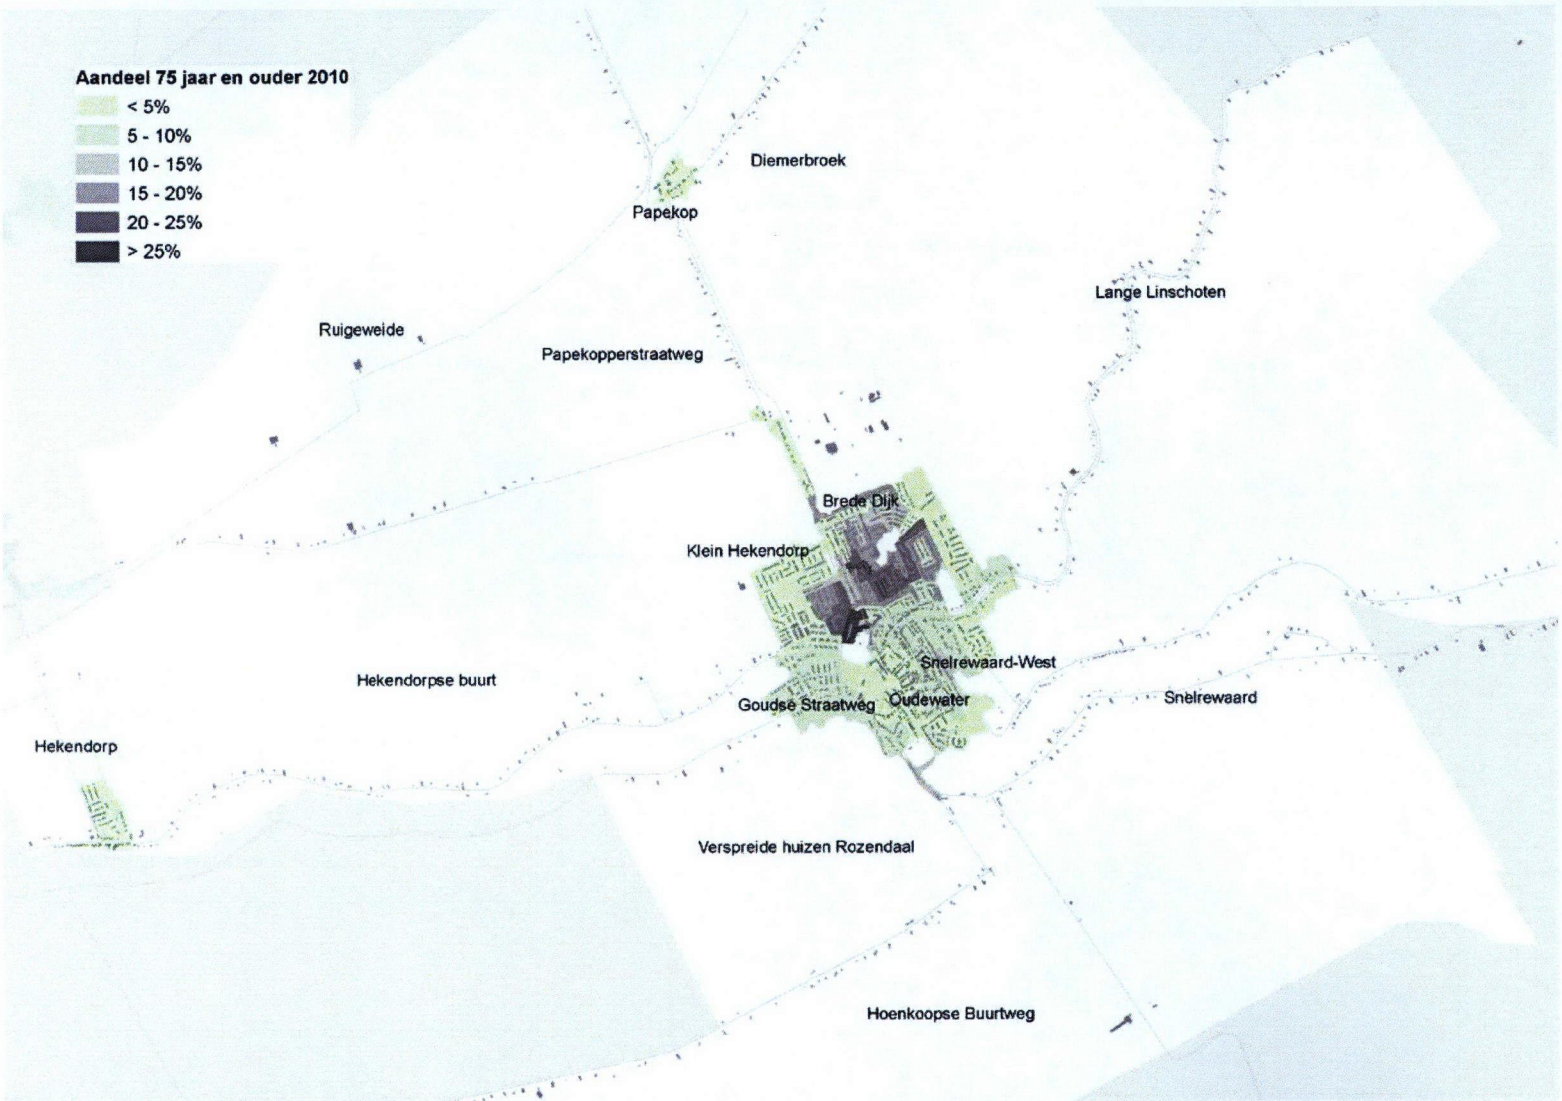 Aandeel 75 jaar en ouder 2010
< 5%
5 - 10%
10 - 15%
15 - 20%
20 - 25%
> 25%
Diemerbroek
Papekop
Lange Linschoten
Ruigeweide
Papekopperstraatweg
Brede Dijk
Klein Hekendorp
Snelrewaard-West
Hekendorpse buurt
Goudse Straatweg
Oudewater
Snelrewaard
Hekendorp
Verspreide huizen Rozendaal
Hoenkoopse Buurtweg